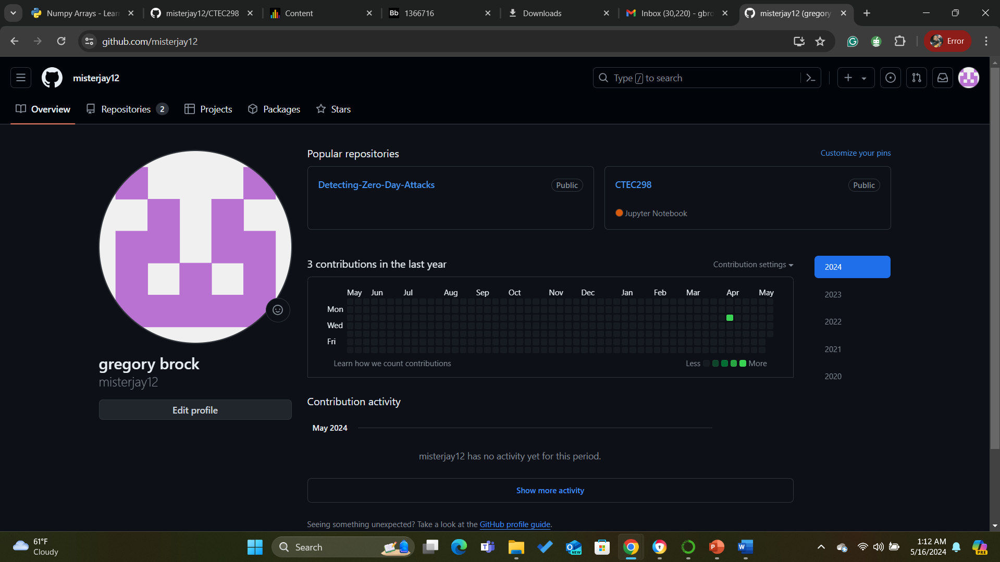 Numpy Arrays - Learn
misterjay12/CTEC298
Content
Bb 1366716
Downloads
Inbox (30,220) - gbro
misterjay12 (gregory
github.com/misterjay12
Error
misterjay12
Type / to search
Overview
Repositories 2
Projects
Packages
Stars
Popular repositories
Customize your pins
Detecting-Zero-Day-Attacks
Public
CTEC298
Public
Jupyter Notebook
3 contributions in the last year
Contribution settings
2024
2023
2022
2021
2020
May Jun Jul Aug Sep Oct Nov Dec Jan Feb Mar Apr May
Mon
Wed
Fri
Learn how we count contributions
Less More
gregory brock
misterjay12
Edit profile
Contribution activity
May 2024
misterjay12 has no activity yet for this period.
Show more activity
Seeing something unexpected? Take a look at the GitHub profile guide.
61°F
Cloudy
Search
NEW
1:12 AM
5/16/2024
PRE